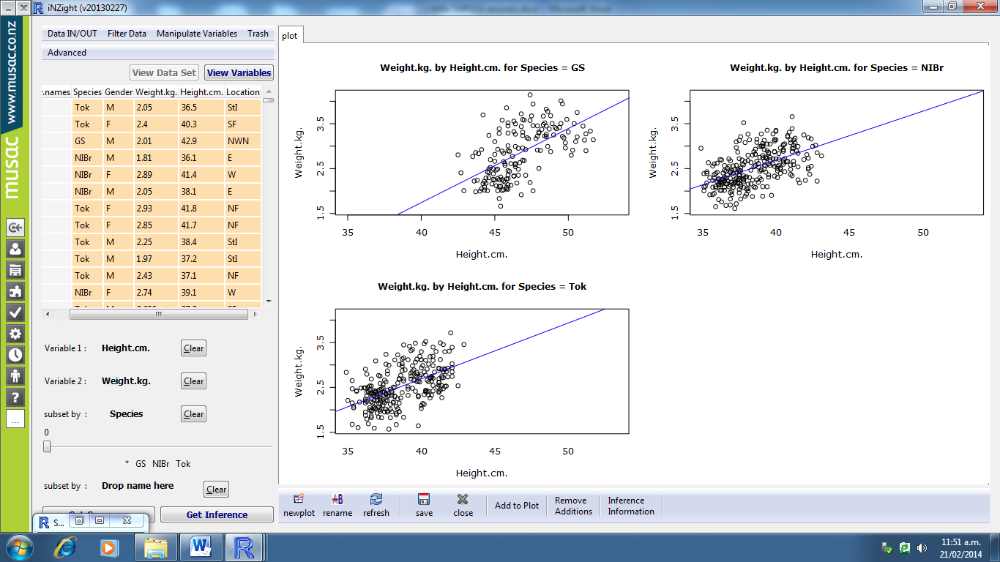 iNZight (v20130227)
www.musac.co.nz
musac
Data IN/OUT Filter Data Manipulate Variables Trash
Advanced
View Data Set View Variables
.names Species Gender Weight.kg. Height.cm. Location
Tok M 2.05 36.5 StI
Tok F 2.4 40.3 SF
GS M 2.01 42.9 NWN
NIBr M 1.81 36.1 E
NIBr F 2.89 41.4 W
NIBr M 2.05 38.1 E
Tok F 2.93 41.8 NF
Tok F 2.85 41.7 NF
Tok M 2.25 38.4 StI
Tok M 1.97 37.2 StI
Tok M 2.43 37.1 NF
NIBr F 2.74 39.1 W
Variable 1 : Height.cm. Clear
Variable 2 : Weight.kg. Clear
subset by : Species Clear
0
* GS NIBr Tok
subset by : Drop name here Clear
Get Inference
S...
plot
Weight.kg. by Height.cm. for Species = GS
Weight.kg.
3.5
2.5
1.5
35 40 45 50
Height.cm.
Weight.kg. by Height.cm. for Species = NIBr
Weight.kg.
3.5
2.5
1.5
35 40 45 50
Height.cm.
Weight.kg. by Height.cm. for Species = Tok
Weight.kg.
3.5
2.5
1.5
35 40 45 50
Height.cm.
newplot rename refresh save close Add to Plot Remove Additions Inference Information
11:51 a.m.
21/02/2014